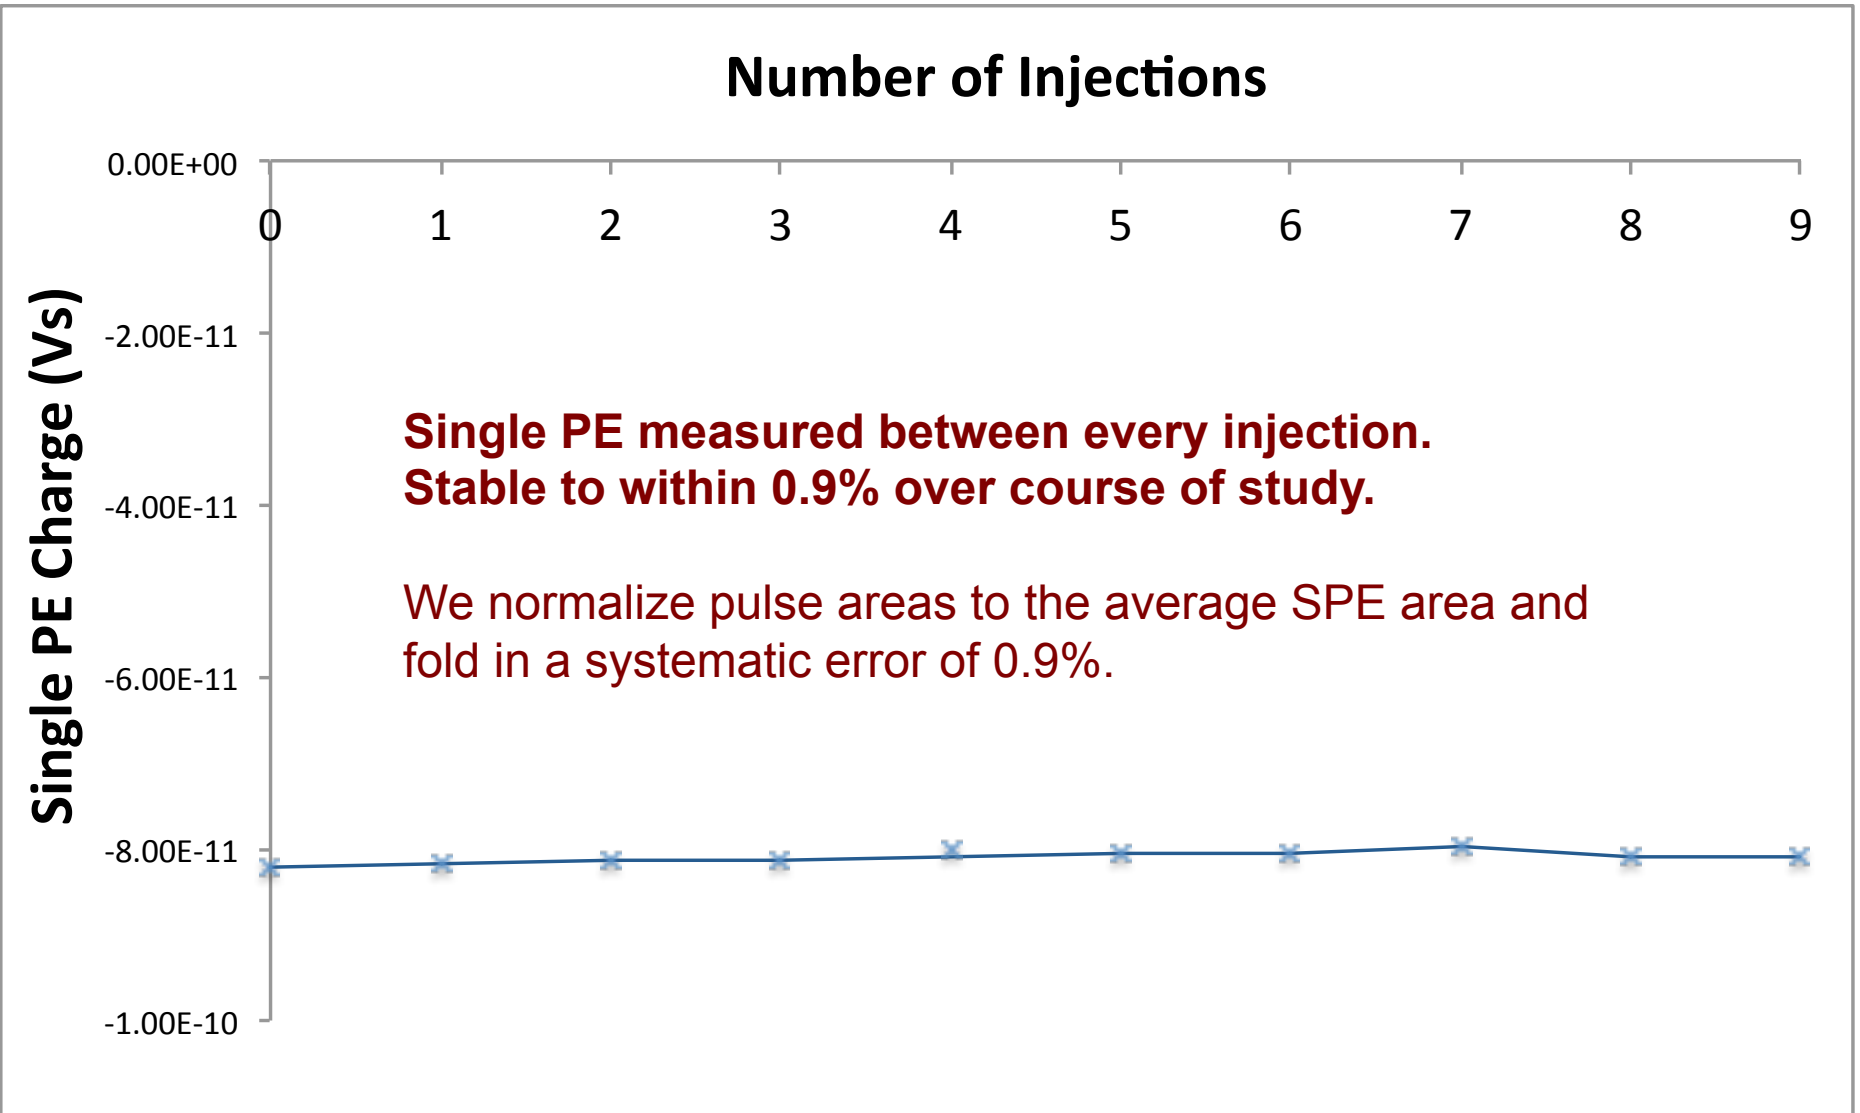 Number of Injections
0.00E+00
0 1 2 3 4 5 6 7 8 9
Single PE Charge (Vs)
-2.00E-11
Single PE measured between every injection.
Stable to within 0.9% over course of study.
-4.00E-11
We normalize pulse areas to the average SPE area and
fold in a systematic error of 0.9%.
-6.00E-11
-8.00E-11
-1.00E-10